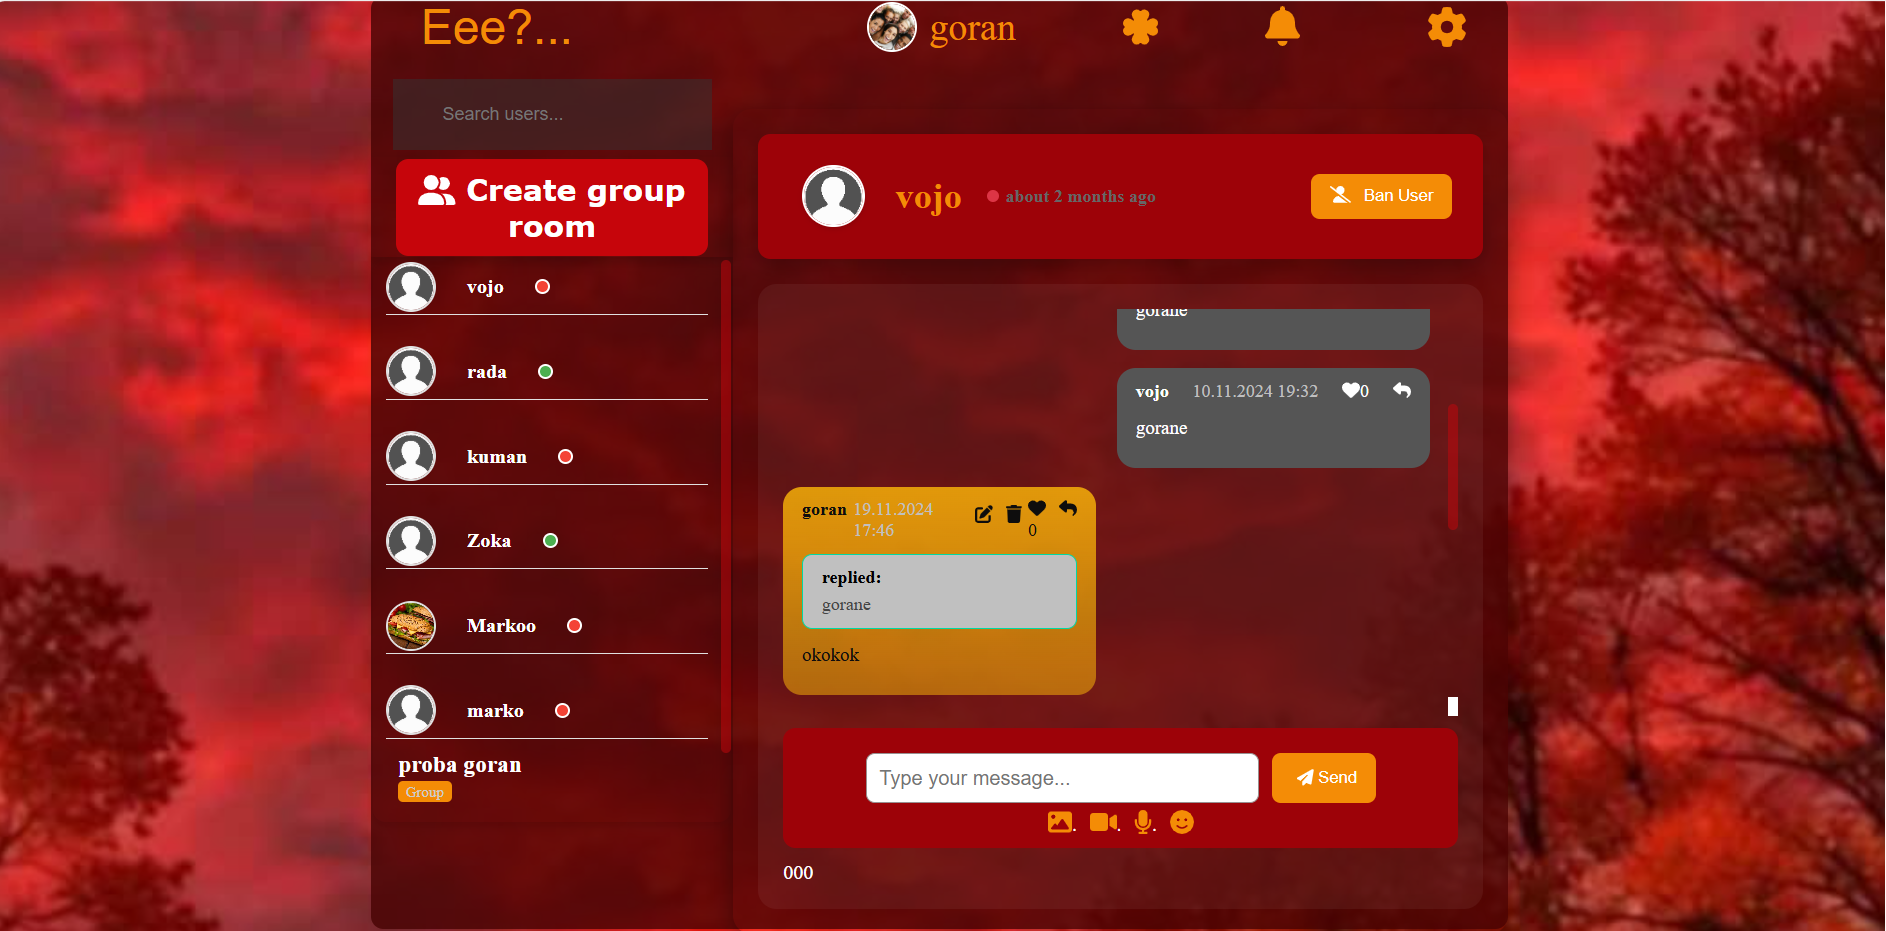 Eee?...
goran
Search users...
Create group
room
vojo
rada
kuman
Zoka
Markoo
marko
proba goran
Group
vojo about 2 months ago
Ban User
gorane
vojo 10.11.2024 19:32 0
gorane
goran 19.11.2024
17:46 0
replied:
gorane
okokok
Type your message...
Send
. . .
000